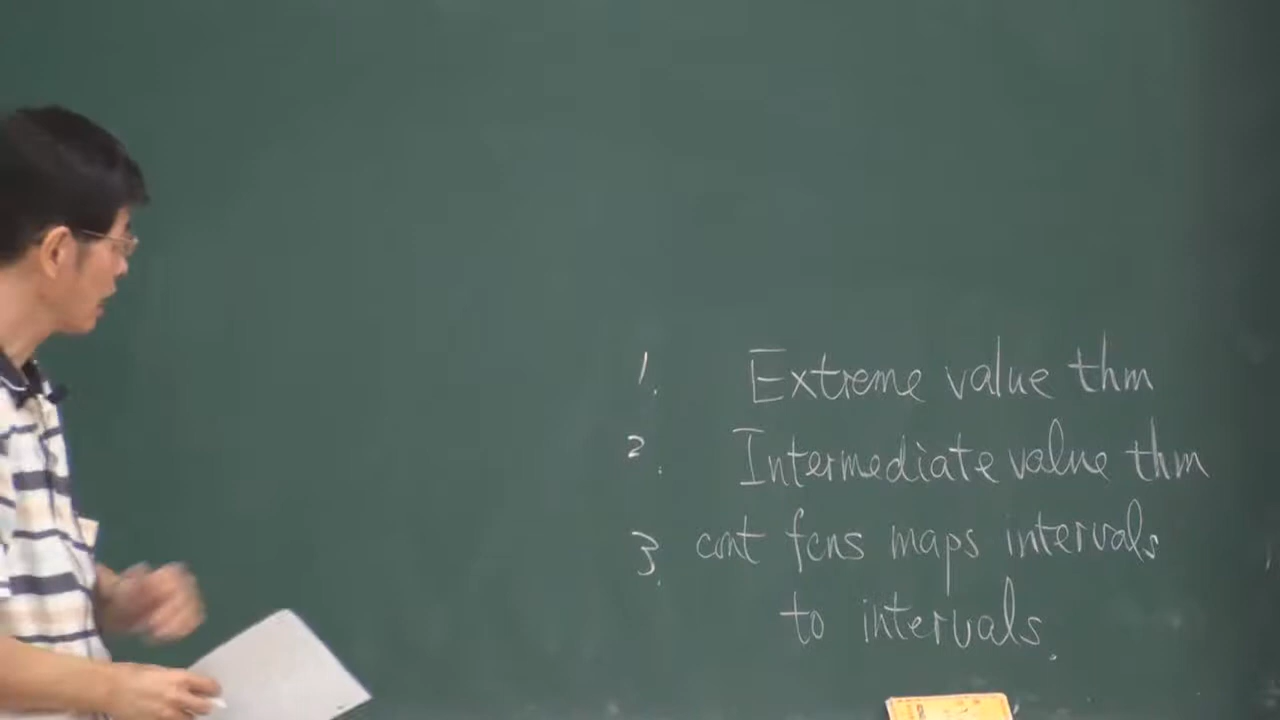 1. Extreme value thm
2. Intermediate value thm
3. cont fcns maps intervals
to intervals.